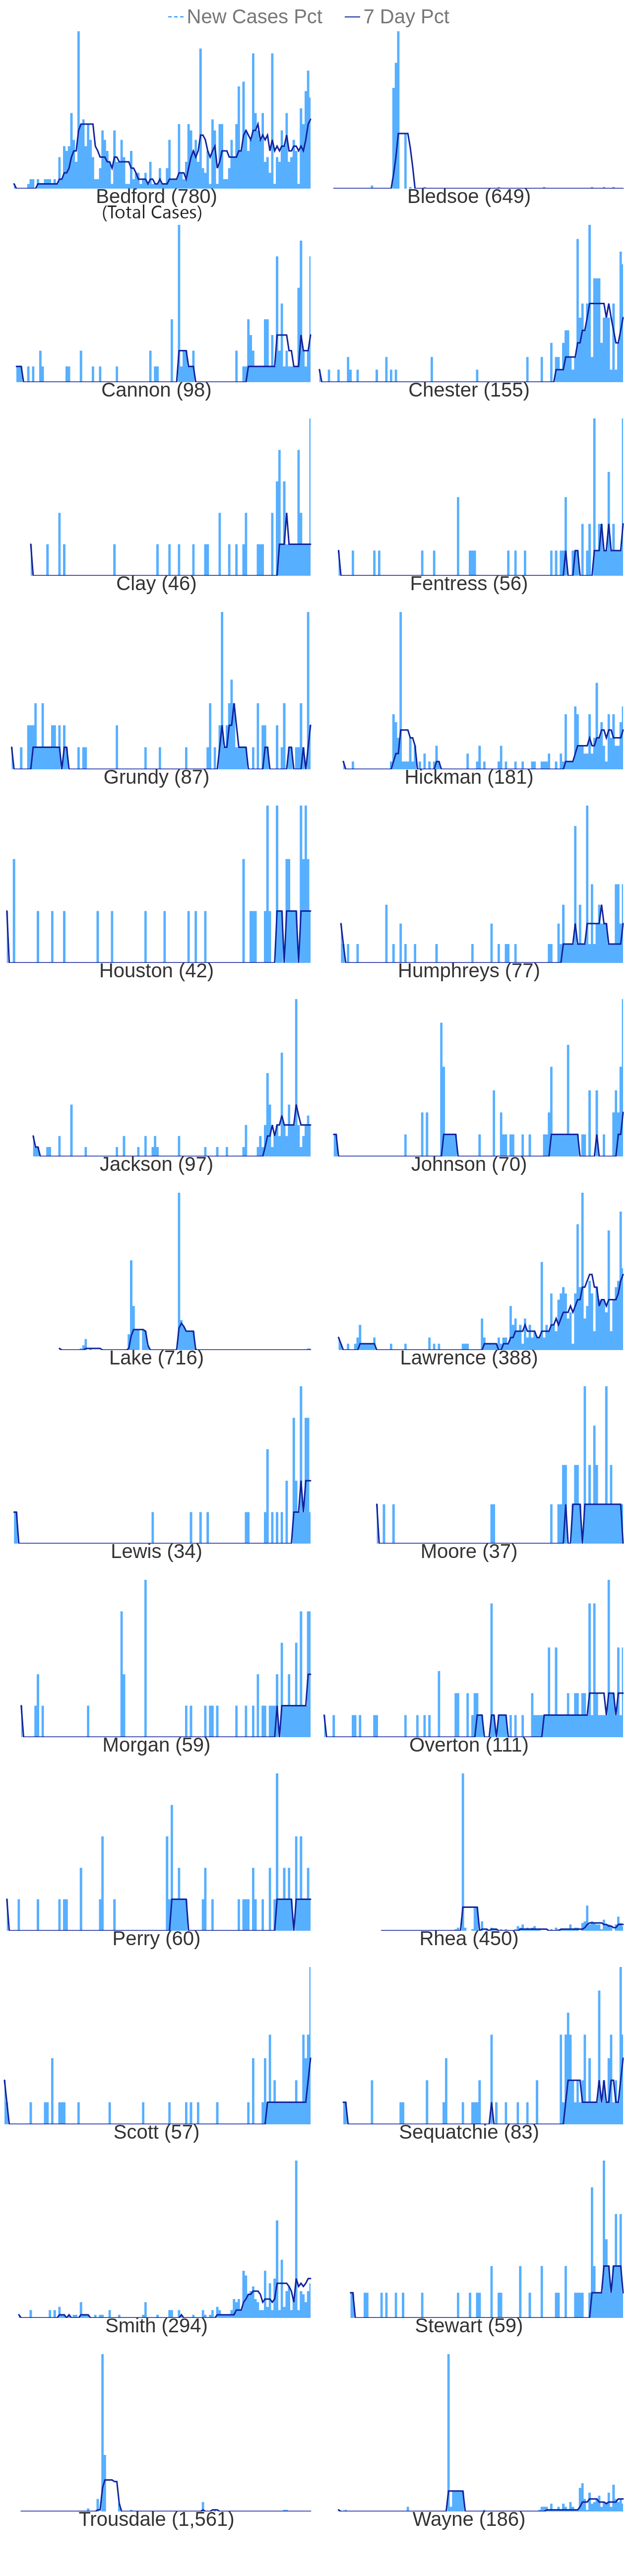 New Cases Pct 7 Day Pct
Bedford (780) Bledsoe (649)
(Total Cases)
Cannon (98) Chester (155)
Clay (46) Fentress (56)
Grundy (87) Hickman (181)
Houston (42) Humphreys (77)
Jackson (97) Johnson (70)
Lake (716) Lawrence (388)
Lewis (34) Moore (37)
Morgan (59) Overton (111)
Perry (60) Rhea (450)
Scott (57) Sequatchie (83)
Smith (294) Stewart (59)
Trousdale (1,561) Wayne (186)